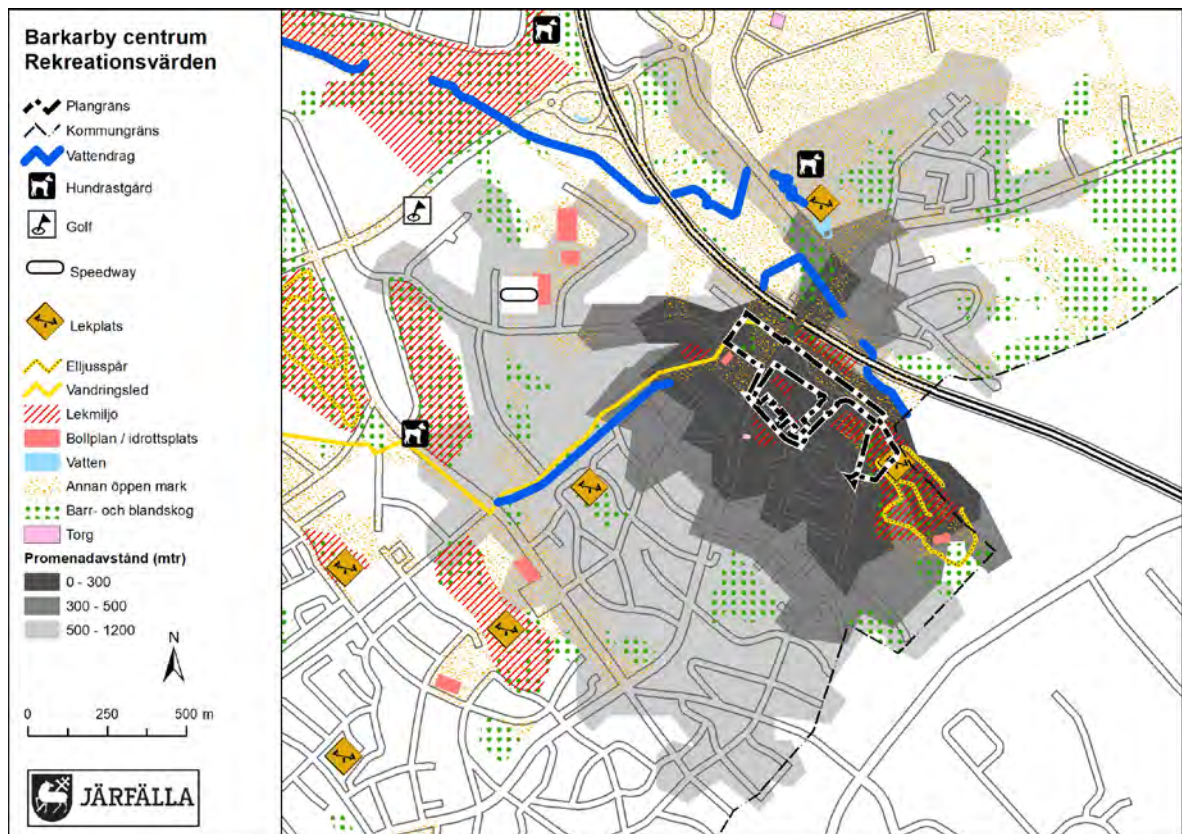 Barkarby centrum
Rekreationsvärden
Plangräns
Kommungräns
Vattendrag
Hundrastgård
Golf
Speedway
Lekplats
Elljusspår
Vandringsled
Lekmiljo
Bollplan / idrottsplats
Vatten
Annan öppen mark
Barr- och blandskog
Torg
Promenadavstånd (mtr)
0 - 300
300 - 500
500 - 1200
N
0 250 500 m
JÄRFÄLLA